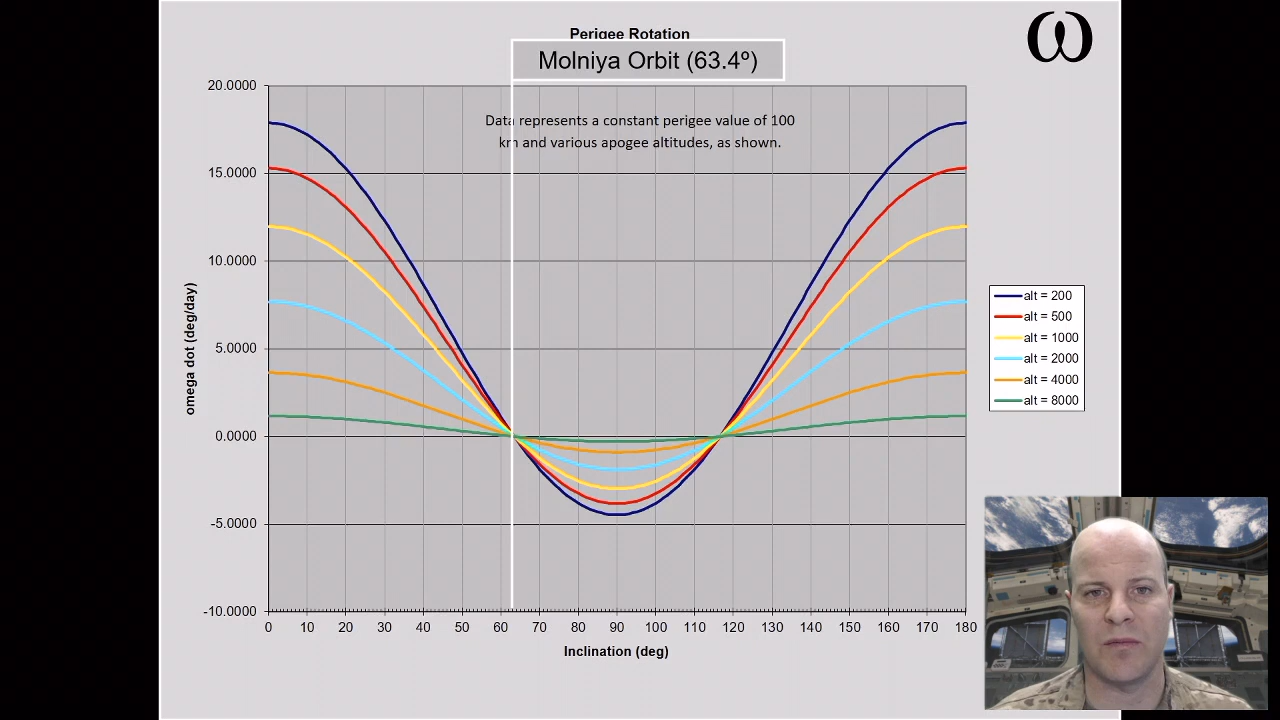 Perigee Rotation
ω
Molniya Orbit (63.4º)
Data represents a constant perigee value of 100
km and various apogee altitudes, as shown.
20.0000
15.0000
10.0000
5.0000
0.0000
-5.0000
-10.0000
omega dot (deg/day)
0 10 20 30 40 50 60 70 80 90 100 110 120 130 140 150 160 170 180
Inclination (deg)
alt = 200
alt = 500
alt = 1000
alt = 2000
alt = 4000
alt = 8000